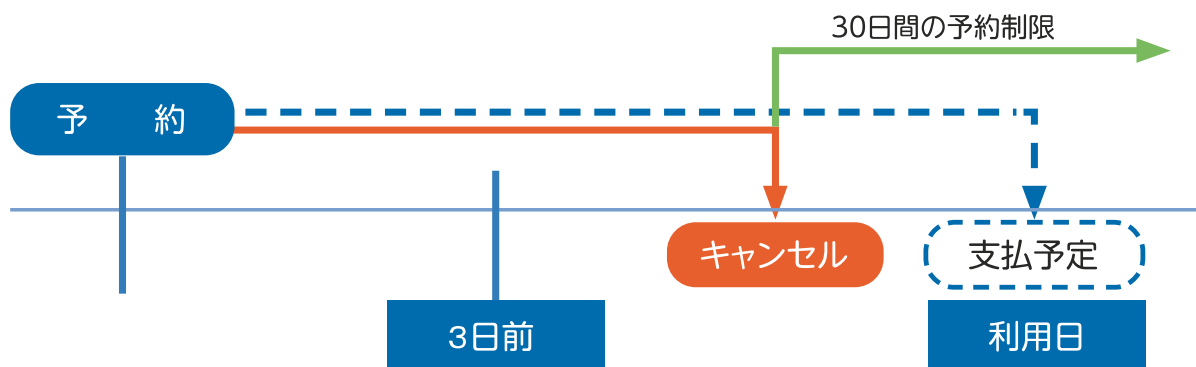 30日間の予約制限
予　約
キャンセル
支払予定
3日前
利用日